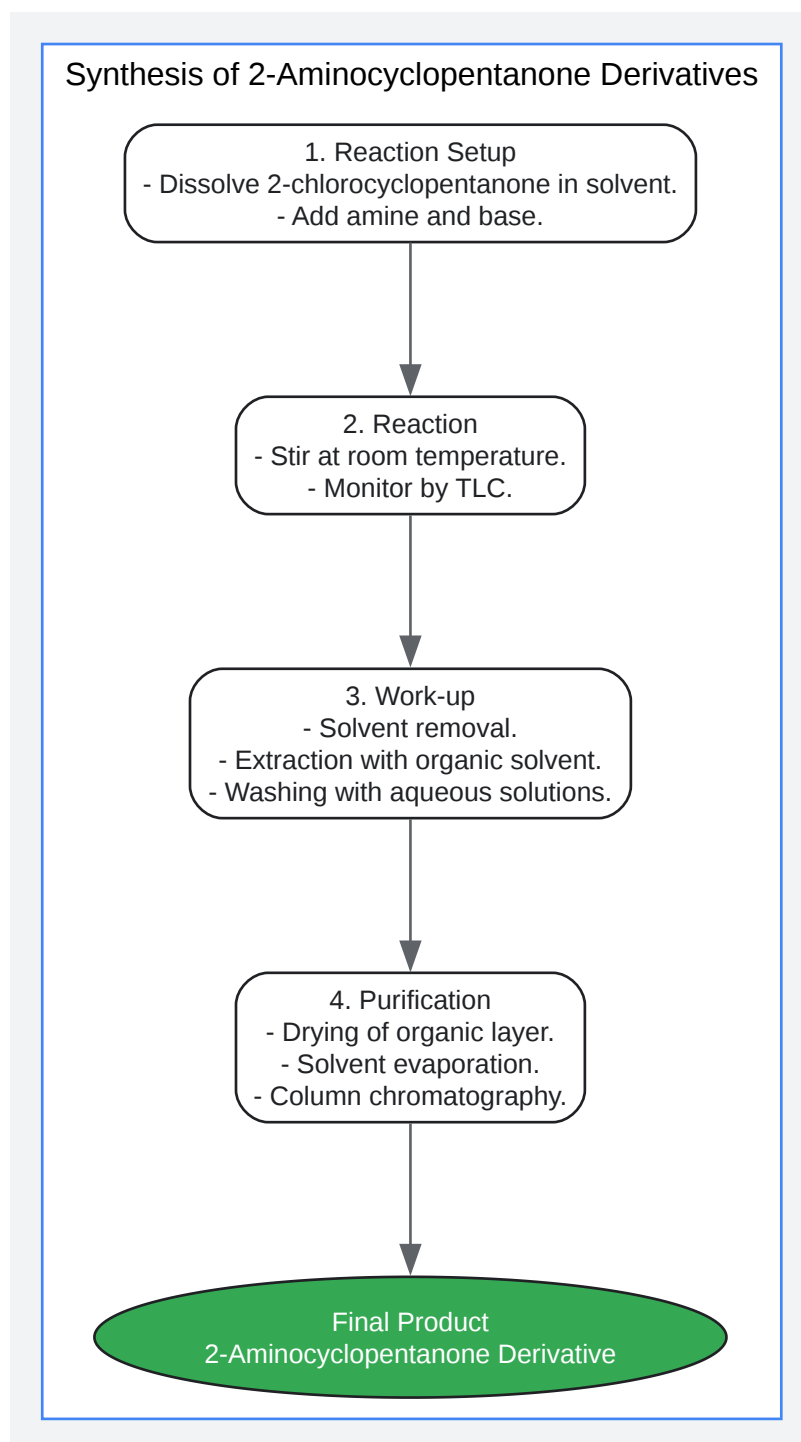 Synthesis of 2-Aminocyclopentanone Derivatives
1. Reaction Setup
- Dissolve 2-chlorocyclopentanone in solvent.
- Add amine and base.
2. Reaction
- Stir at room temperature.
- Monitor by TLC.
3. Work-up
- Solvent removal.
- Extraction with organic solvent.
- Washing with aqueous solutions.
4. Purification
- Drying of organic layer.
- Solvent evaporation.
- Column chromatography.
Final Product
2-Aminocyclopentanone Derivative